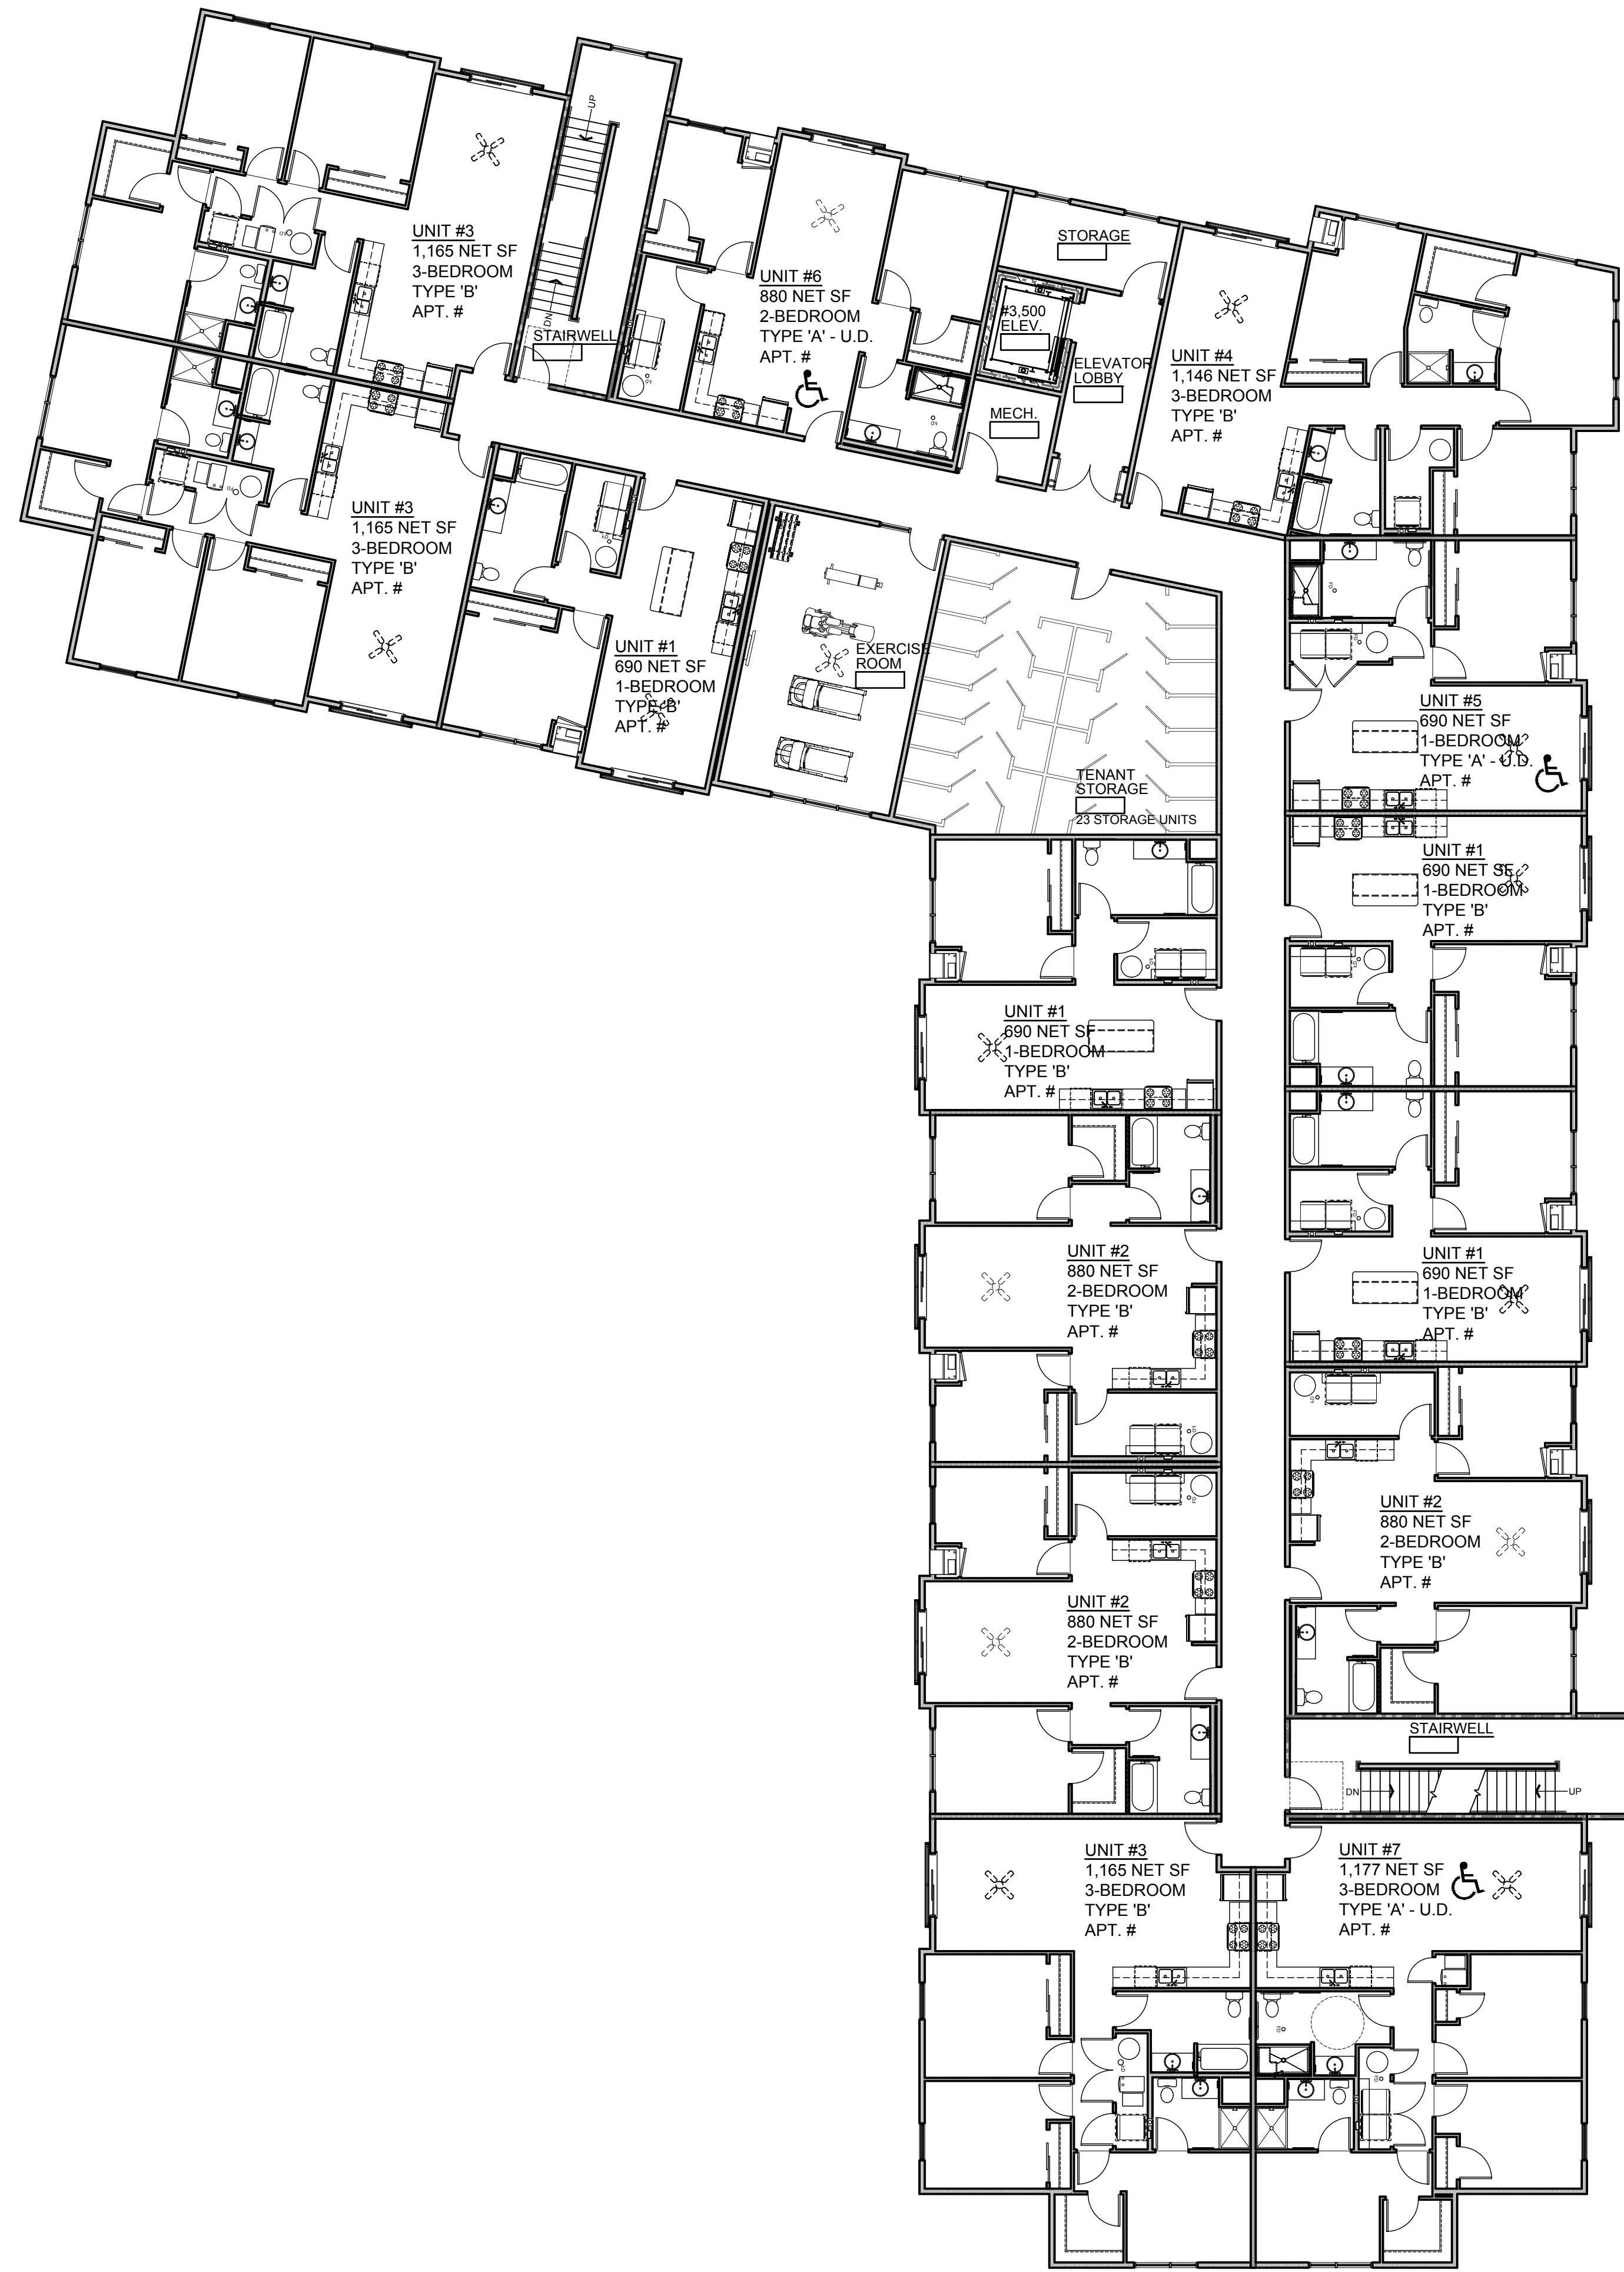 UP
UNIT #3
1,165 NET SF
3-BEDROOM
TYPE 'B'
APT. #
DN
STAIRWELL
UNIT #6
880 NET SF
2-BEDROOM
TYPE 'A' - U.D.
APT. #
STORAGE
#3,500
ELEV.
ELEVATOR
LOBBY
MECH.
UNIT #4
1,146 NET SF
3-BEDROOM
TYPE 'B'
APT. #
UNIT #3
1,165 NET SF
3-BEDROOM
TYPE 'B'
APT. #
UNIT #1
690 NET SF
1-BEDROOM
TYPE 'B'
APT. #
EXERCISE
ROOM
TENANT
STORAGE
23 STORAGE UNITS
UNIT #5
690 NET SF
1-BEDROOM
TYPE 'A' - U.D.
APT. #
UNIT #1
690 NET SF
1-BEDROOM
TYPE 'B'
APT. #
UNIT #1
690 NET SF
1-BEDROOM
TYPE 'B'
APT. #
UNIT #2
880 NET SF
2-BEDROOM
TYPE 'B'
APT. #
UNIT #1
690 NET SF
1-BEDROOM
TYPE 'B'
APT. #
UNIT #2
880 NET SF
2-BEDROOM
TYPE 'B'
APT. #
UNIT #2
880 NET SF
2-BEDROOM
TYPE 'B'
APT. #
STAIRWELL
DN
UP
UNIT #3
1,165 NET SF
3-BEDROOM
TYPE 'B'
APT. #
UNIT #7
1,177 NET SF
3-BEDROOM
TYPE 'A' - U.D.
APT. #